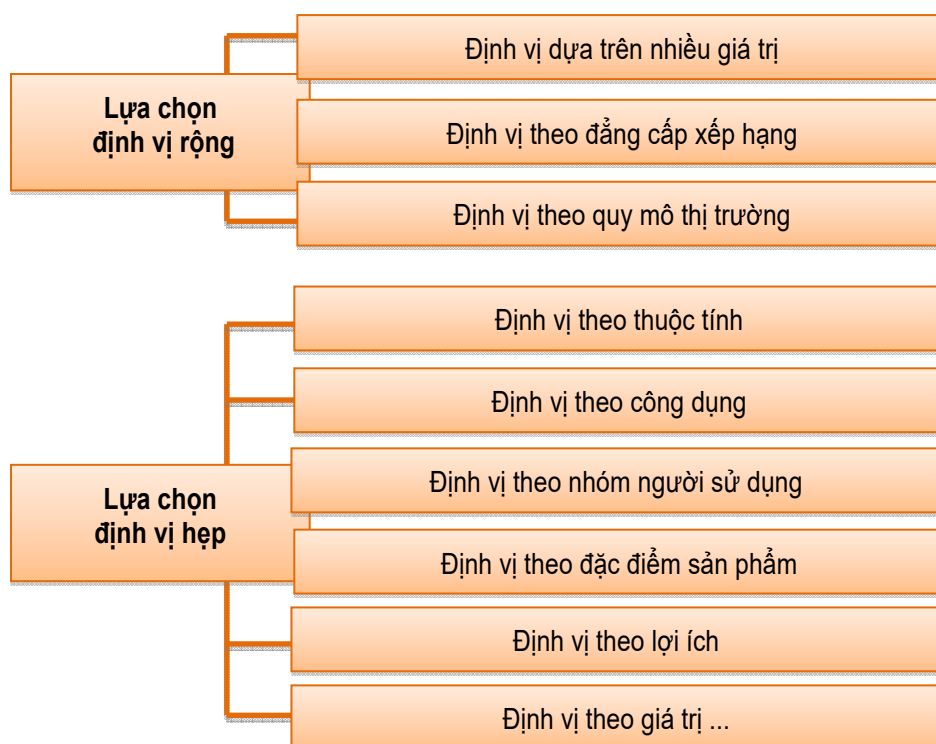 Lựa chọn
định vị rộng
Định vị dựa trên nhiều giá trị
Định vị theo đẳng cấp xếp hạng
Định vị theo quy mô thị trường
Lựa chọn
định vị hẹp
Định vị theo thuộc tính
Định vị theo công dụng
Định vị theo nhóm người sử dụng
Định vị theo đặc điểm sản phẩm
Định vị theo lợi ích
Định vị theo giá trị ...